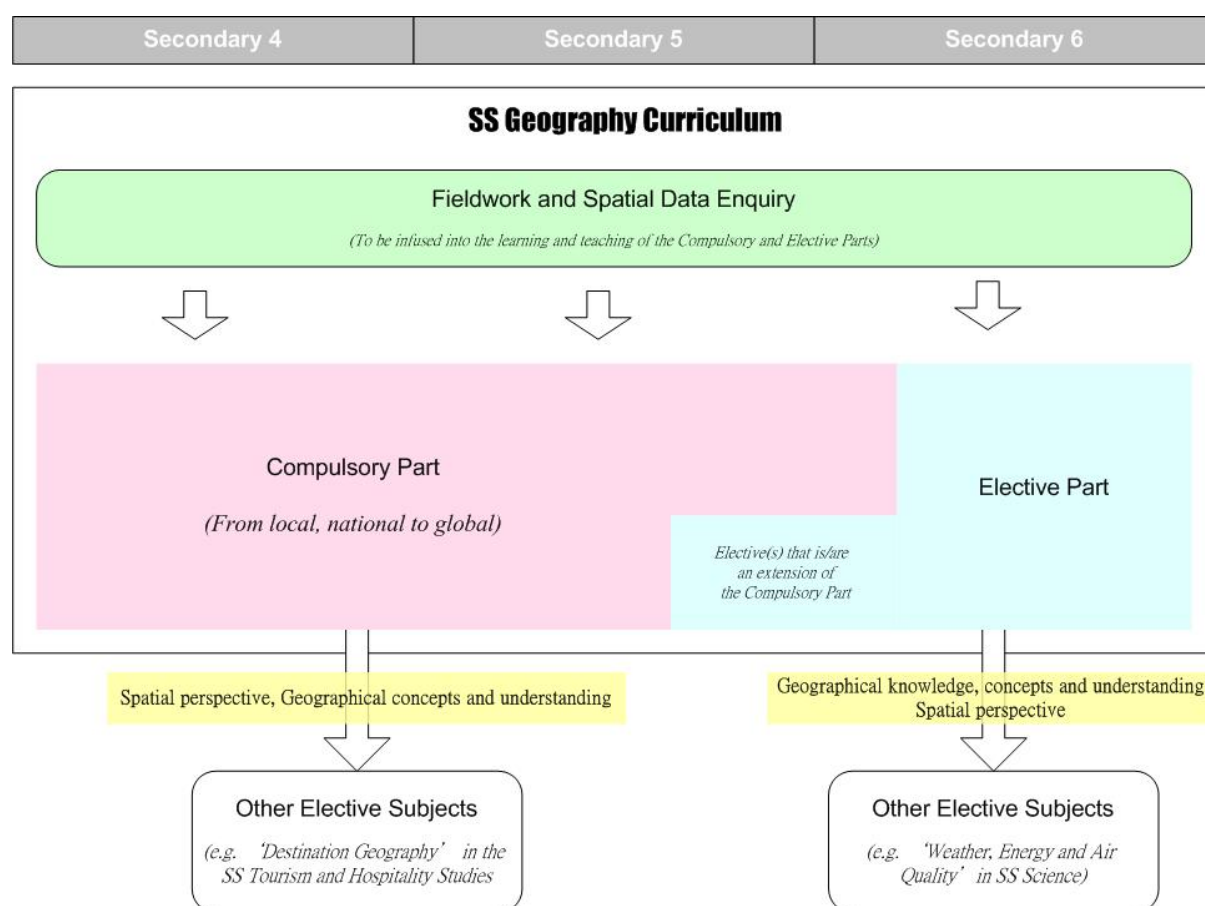 Secondary 4
Secondary 5
Secondary 6
SS Geography Curriculum
Fieldwork and Spatial Data Enquiry
(To be infused into the learning and teaching of the Compulsory and Elective Parts)
Compulsory Part
(From local, national to global)
Elective Part
Elective(s) that is/are
an extension of
the Compulsory Part
Spatial perspective, Geographical concepts and understanding
Geographical knowledge, concepts and understanding
Spatial perspective
Other Elective Subjects
(e.g. ‘Destination Geography’ in the
SS Tourism and Hospitality Studies
Other Elective Subjects
(e.g. ‘Weather, Energy and Air
Quality’ in SS Science)